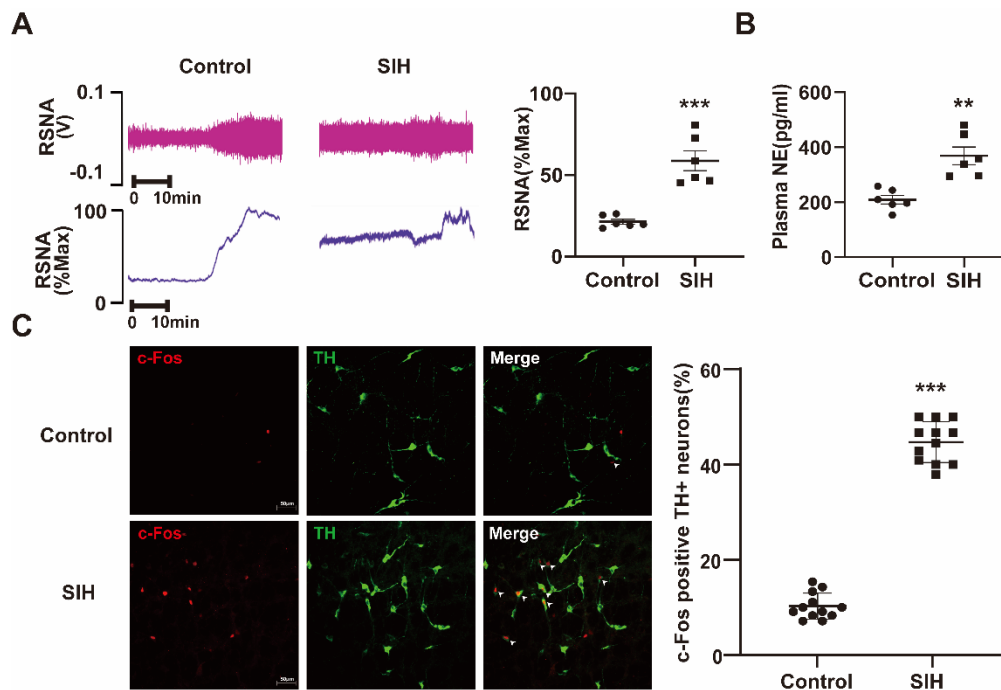 A
Control
SIH
RSNA
(V)
0.1
-0.1
0 10min
RSNA
(%Max)
100
0
0 10min
RSNA(%Max)
100
50
0
***
Control
SIH
B
Plasma NE(pg/ml)
600
400
200
0
**
Control
SIH
C
c-Fos
TH
Merge
Control
50μm
c-Fos
TH
Merge
SIH
50μm
c-Fos positive TH+ neurons(%)
60
40
20
0
***
Control
SIH